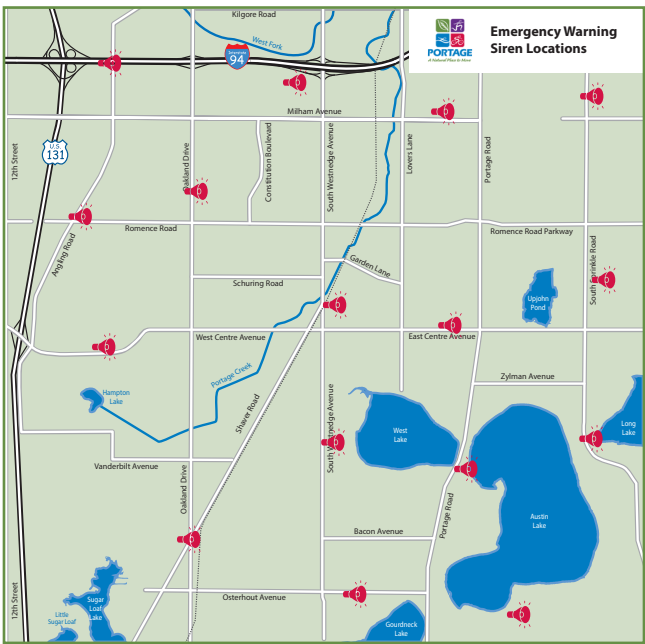 Kilgore Road
West Fork
Interstate
94
PORTAGE
A Natural Place to Move
Emergency Warning
Siren Locations
Milham Avenue
U.S.
131
12th Street
Oakland Drive
Constitution Boulevard
South Westnedge Avenue
Lovers Lane
Portage Road
Romence Road
Romence Road Parkway
Angling Road
Garden Lane
South Sprinkle Road
Schuring Road
Upjohn
Pond
West Centre Avenue
East Centre Avenue
Portage Creek
Zylman Avenue
Hampton
Lake
Shaver Road
South Westnedge Avenue
West
Lake
Long
Lake
Vanderbilt Avenue
Oakland Drive
Portage Road
Austin
Lake
Bacon Avenue
12th Street
Sugar
Loaf
Lake
Little
Sugar Loaf
Osterhout Avenue
Gourdneck
Lake